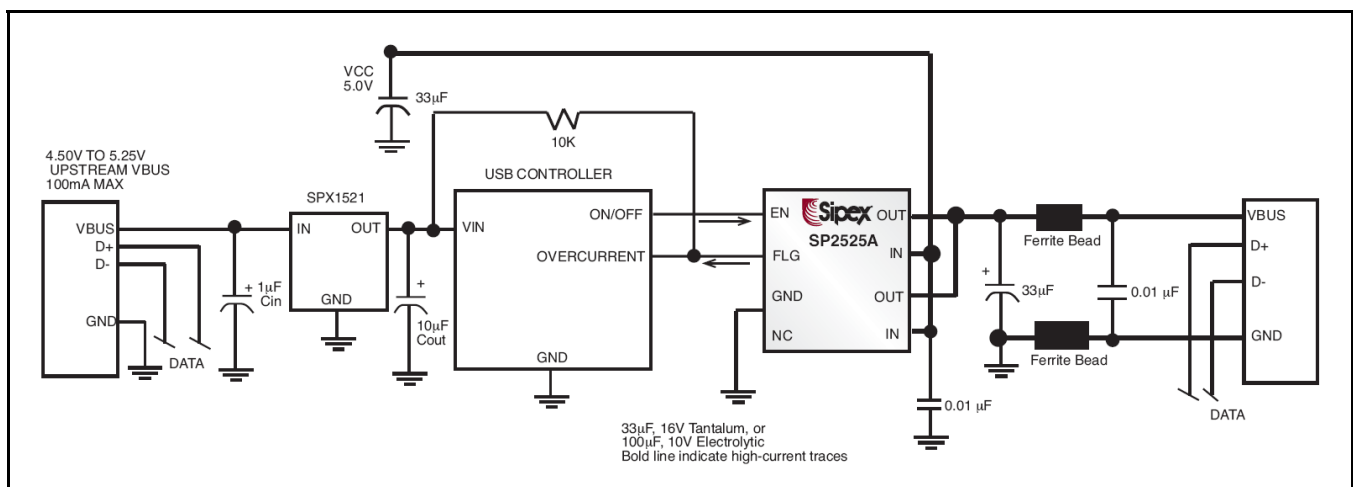 VCC
5.0V
33µF
10K
4.50V TO 5.25V
UPSTREAM VBUS
100mA MAX
VBUS
D+
D-
GND
DATA
+ 1µF
Cin
SPX1521
IN
OUT
GND
+
10µF
Cout
USB CONTROLLER
VIN
ON/OFF
OVERCURRENT
GND
Sipex
SP2525A
EN
FLG
GND
NC
OUT
IN
OUT
IN
0.01 µF
33µF, 16V Tantalum, or
100µF, 10V Electrolytic
Bold line indicate high-current traces
+
33µF
Ferrite Bead
Ferrite Bead
0.01 µF
VBUS
D+
D-
GND
DATA